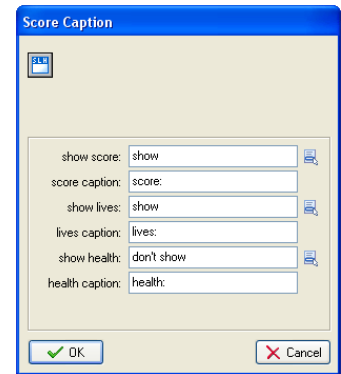 Score Caption
SLH
show score: show
score caption: score:
show lives: show
lives caption: lives:
show health: don't show
health caption: health:
OK Cancel